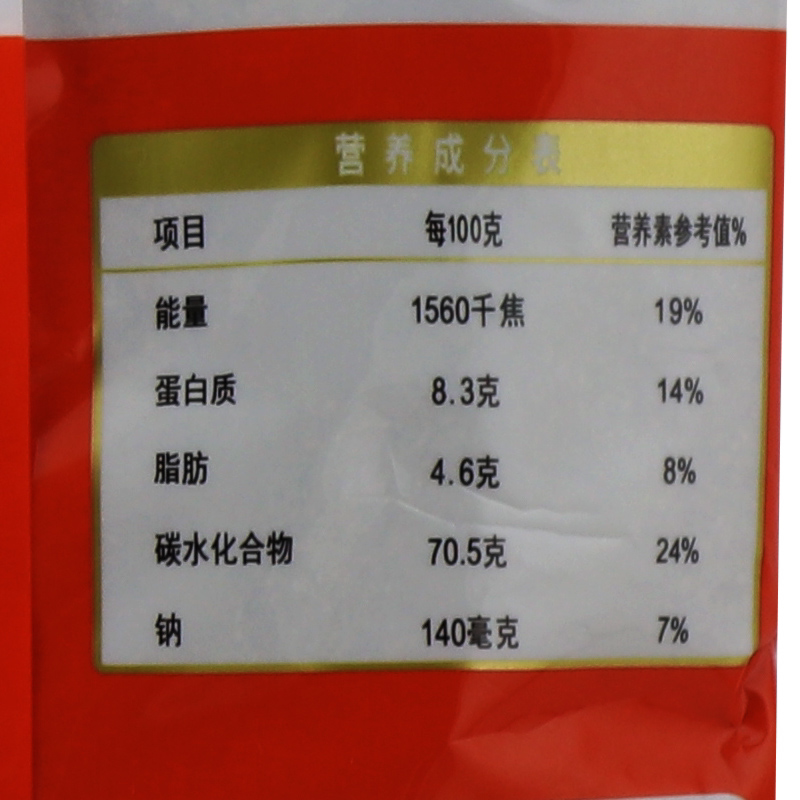 营养成分表
项目 每100克 营养素参考值%
能量 1560千焦 19%
蛋白质 8.3克 14%
脂肪 4.6克 8%
碳水化合物 70.5克 24%
钠 140毫克 7%